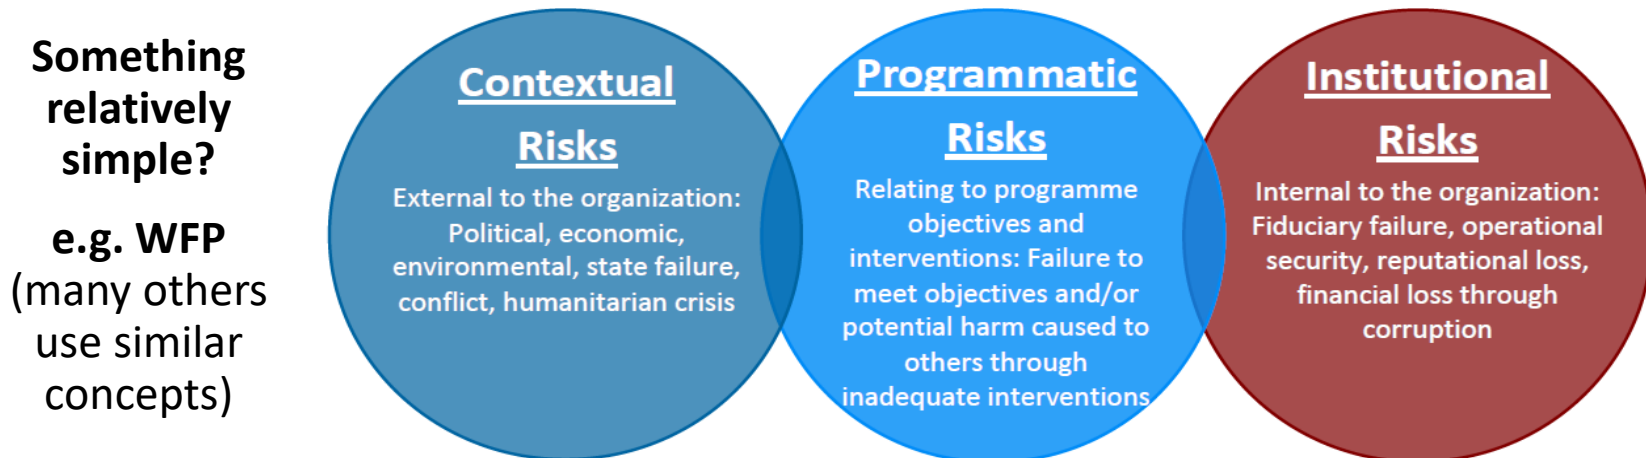 Something
relatively
simple?
e.g. WFP
(many others
use similar
concepts)
Contextual
Risks
External to the organization:
Political, economic,
environmental, state failure,
conflict, humanitarian crisis
Programmatic
Risks
Relating to programme
objectives and
interventions: Failure to
meet objectives and/or
potential harm caused to
others through
inadequate interventions
Institutional
Risks
Internal to the organization:
Fiduciary failure, operational
security, reputational loss,
financial loss through
corruption